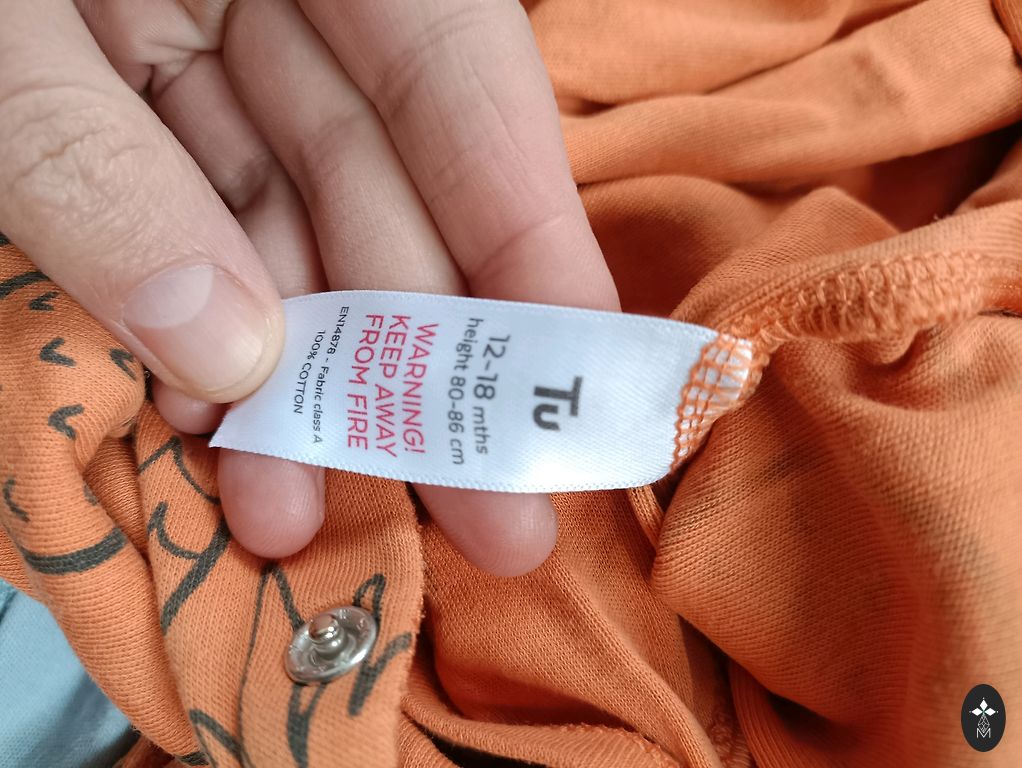 Tu
12-18 mths
height 80-86 cm
WARNING!
KEEP AWAY
FROM FIRE
EN14878 - Fabric class A
100% COTTON
M